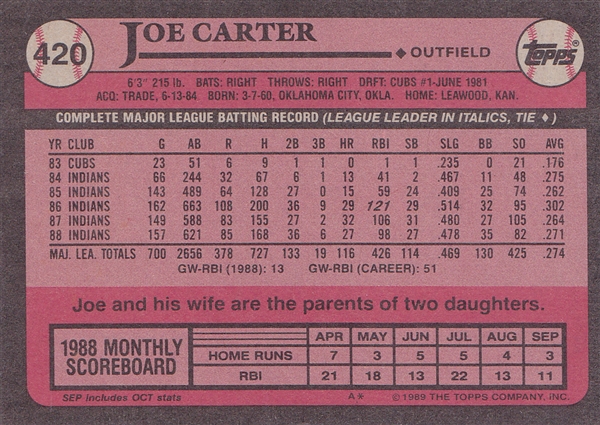 420
JOE CARTER
◆ OUTFIELD
Topps®
6'3" 215 lb. BATS: RIGHT THROWS: RIGHT DRFT: CUBS #1-JUNE 1981
ACQ: TRADE, 6-13-84 BORN: 3-7-60, OKLAHOMA CITY, OKLA. HOME: LEAWOOD, KAN.
COMPLETE MAJOR LEAGUE BATTING RECORD (LEAGUE LEADER IN ITALICS, TIE ♦)
YR CLUB G AB R H 2B 3B HR RBI SB SLG BB SO AVG
83 CUBS 23 51 6 9 1 0 0 1 1 .235 0 21 .176
84 INDIANS 66 244 32 67 6 1 13 41 2 .467 11 48 .275
85 INDIANS 143 489 64 128 27 0 15 59 24 .409 25 74 .262
86 INDIANS 162 663 108 200 36 9 29 121 29 .514 32 95 .302
87 INDIANS 149 588 83 155 27 2 32 106 31 .480 27 105 .264
88 INDIANS 157 621 85 168 36 6 27 98 27 .478 35 82 .271
MAJ. LEA. TOTALS 700 2656 378 727 133 19 116 426 114 .469 130 425 .274
GW-RBI (1988): 13 GW-RBI (CAREER): 51
Joe and his wife are the parents of two daughters.
1988 MONTHLY
SCOREBOARD
APR MAY JUN JUL AUG SEP
HOME RUNS 7 3 5 5 4 3
RBI 21 18 13 22 13 11
SEP includes OCT stats
A*
©1989 THE TOPPS COMPANY, INC.